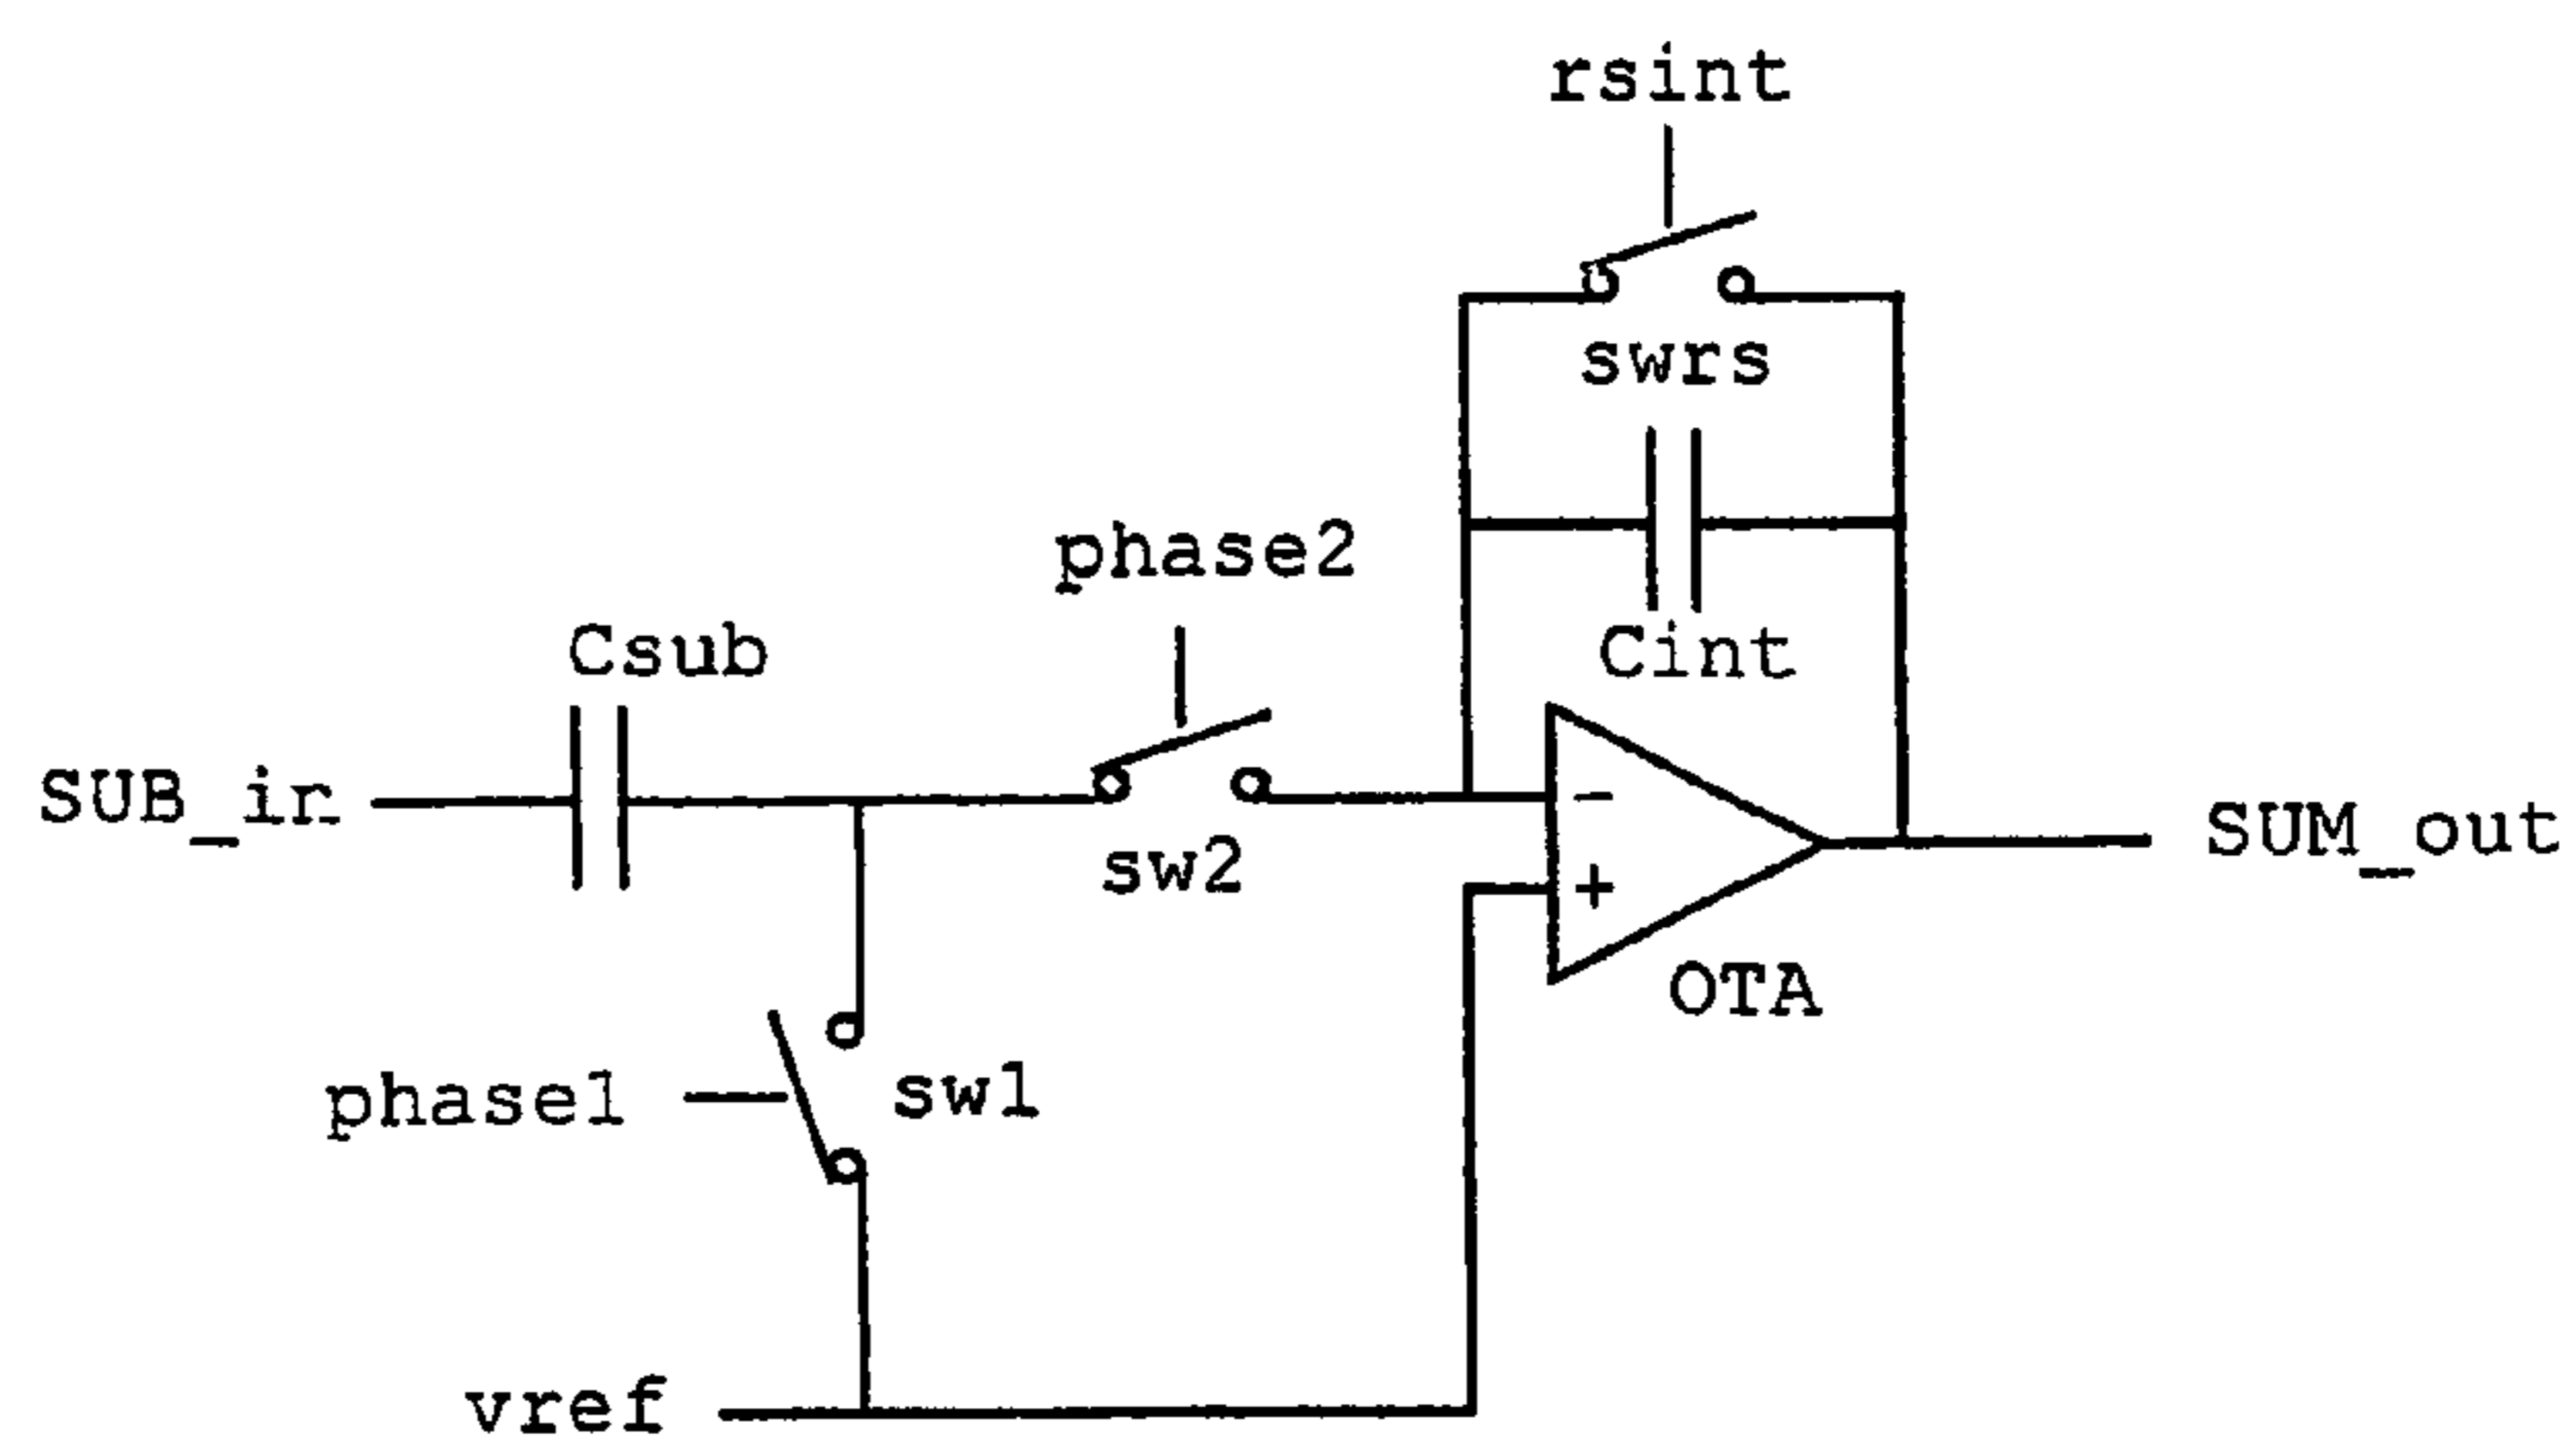 rsint
swrs
phase2
Csub
Cint
SUB_in
-
sw2
SUM_out
+
OTA
phase1
sw1
vref